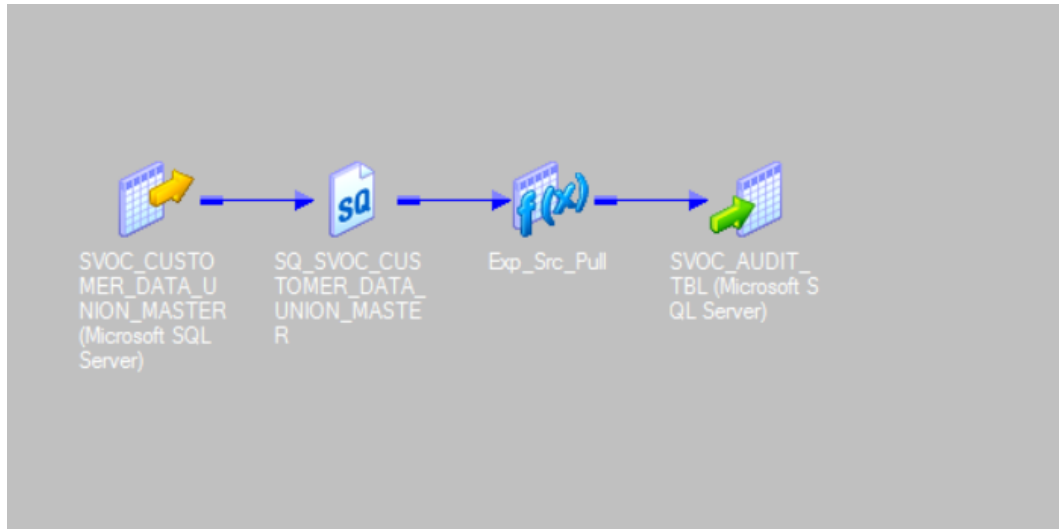 SVOC_CUSTO
MER_DATA_U
NION_MASTER
(Microsoft SQL
Server)
SQ
SQ_SVOC_CUS
TOMER_DATA_
UNION_MASTE
R
f(x)
Exp_Src_Pull
SVOC_AUDIT_
TBL (Microsoft S
QL Server)